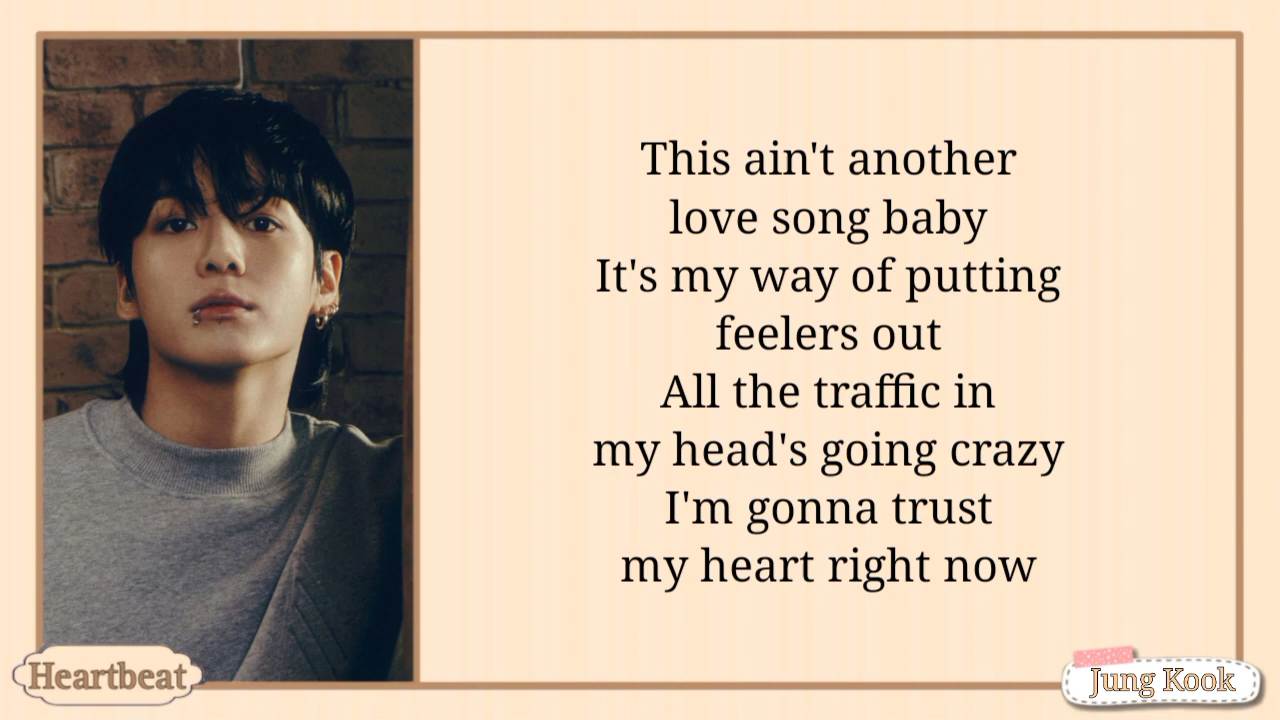 This ain't another
love song baby
It's my way of putting
feelers out
All the traffic in
my head's going crazy
I'm gonna trust
my heart right now
Heartbeat
Jung Kook